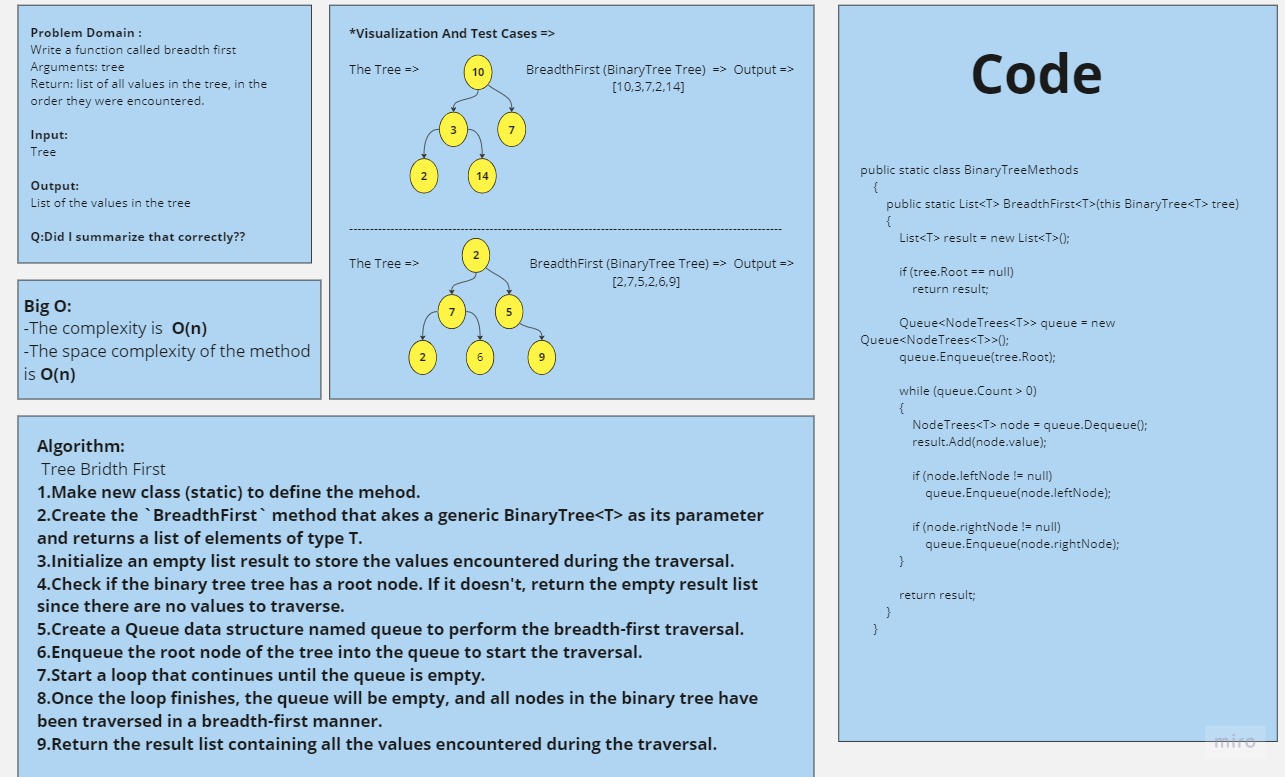 Problem Domain :
Write a function called breadth first
Arguments: tree
Return: list of all values in the tree, in the
order they were encountered.
Input:
Tree
Output:
List of the values in the tree
Q:Did I summarize that correctly??
Big O:
-The complexity is O(n)
-The space complexity of the method
is O(n)
*Visualization And Test Cases =>
The Tree =>
10
3
7
2
14
BreadthFirst (BinaryTree Tree) => Output =>
[10,3,7,2,14]
----------------------------------------------------------------------------------------------------
The Tree =>
2
7
5
2
6
9
BreadthFirst (BinaryTree Tree) => Output =>
[2,7,5,2,6,9]
Algorithm:
Tree Bridth First
1.Make new class (static) to define the mehod.
2.Create the `BreadthFirst` method that akes a generic BinaryTree<T> as its parameter
and returns a list of elements of type T.
3.Initialize an empty list result to store the values encountered during the traversal.
4.Check if the binary tree tree has a root node. If it doesn't, return the empty result list
since there are no values to traverse.
5.Create a Queue data structure named queue to perform the breadth-first traversal.
6.Enqueue the root node of the tree into the queue to start the traversal.
7.Start a loop that continues until the queue is empty.
8.Once the loop finishes, the queue will be empty, and all nodes in the binary tree have
been traversed in a breadth-first manner.
9.Return the result list containing all the values encountered during the traversal.
Code
public static class BinaryTreeMethods
{
public static List<T> BreadthFirst<T>(this BinaryTree<T> tree)
{
List<T> result = new List<T>();
if (tree.Root == null)
return result;
Queue<NodeTrees<T>> queue = new
Queue<NodeTrees<T>>();
queue.Enqueue(tree.Root);
while (queue.Count > 0)
{
NodeTrees<T> node = queue.Dequeue();
result.Add(node.value);
if (node.leftNode != null)
queue.Enqueue(node.leftNode);
if (node.rightNode != null)
queue.Enqueue(node.rightNode);
}
return result;
}
}
miro